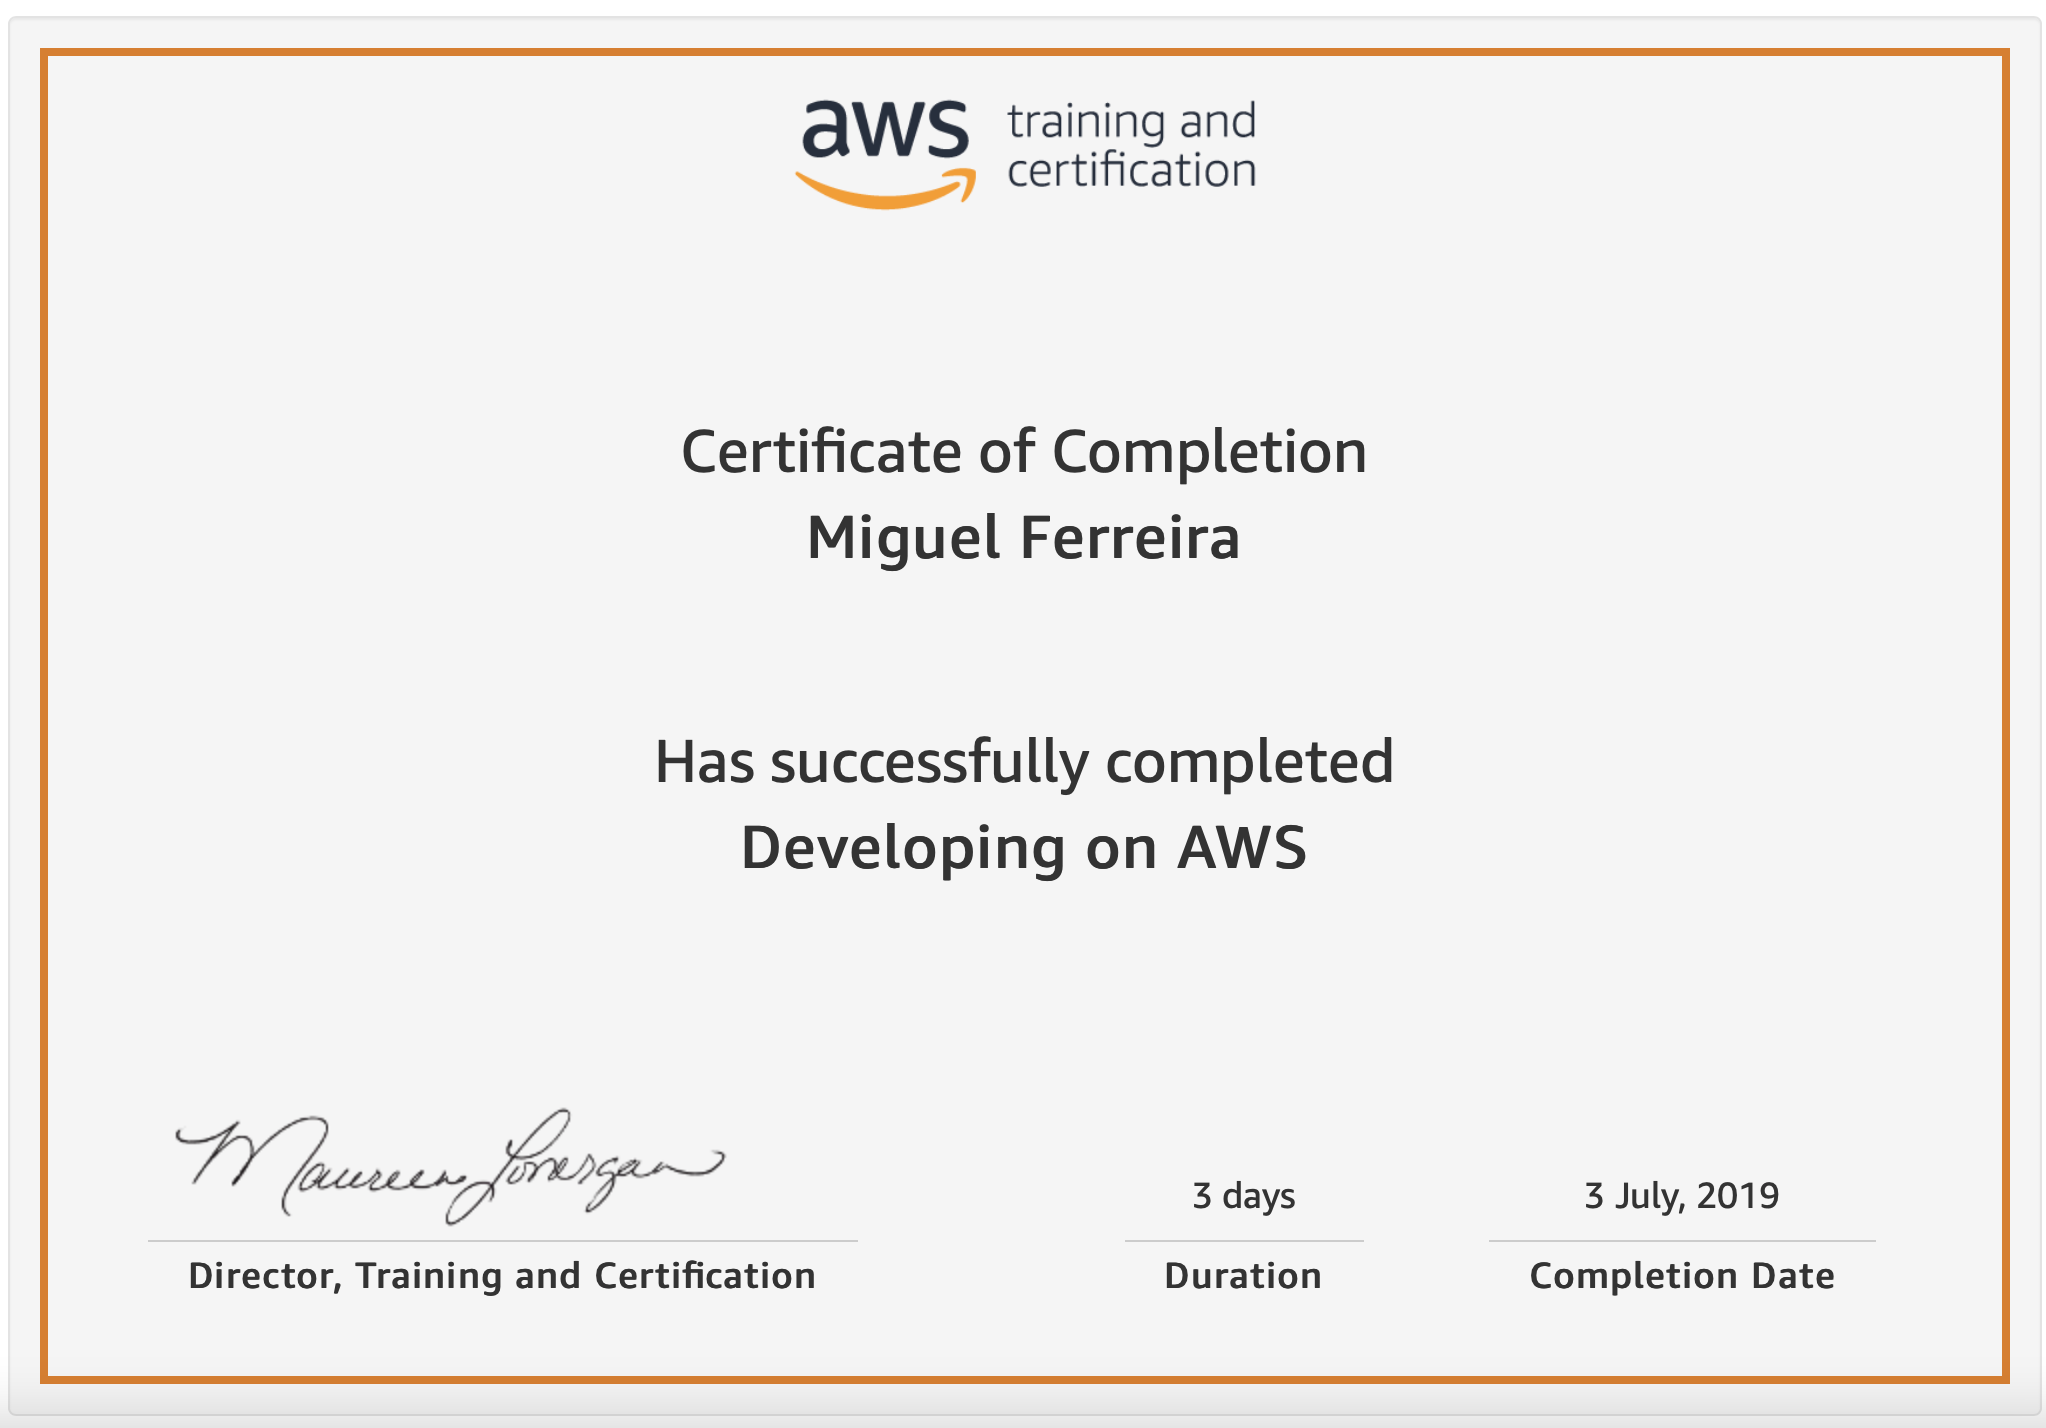 aws training and
certification
Certificate of Completion
Miguel Ferreira
Has successfully completed
Developing on AWS
Maureen Lonergan
3 days
3 July, 2019
Director, Training and Certification
Duration
Completion Date